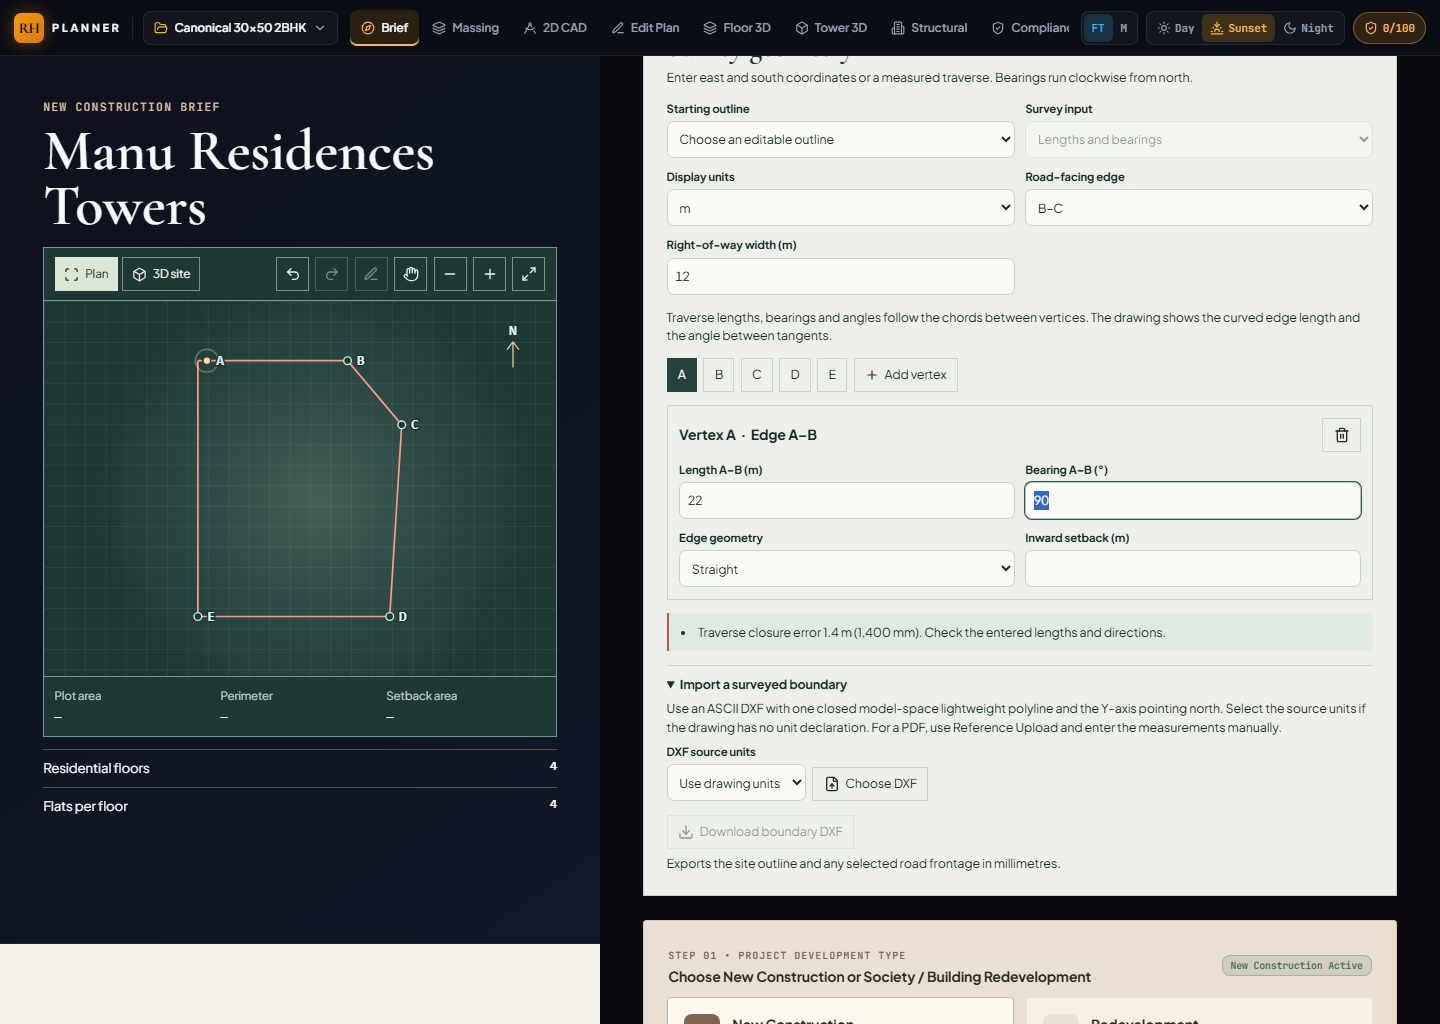 RH PLANNER
Canonical 30×50 2BHK
Brief
Massing
2D CAD
Edit Plan
Floor 3D
Tower 3D
Structural
Complianc
FT M
Day
Sunset
Night
0/100
NEW CONSTRUCTION BRIEF
Manu Residences
Towers
Plan
3D site
N
A
B
C
E
D
Plot area
Perimeter
Setback area
–
–
–
Residential floors
4
Flats per floor
4
Enter east and south coordinates or a measured traverse. Bearings run clockwise from north.
Starting outline
Survey input
Choose an editable outline
Lengths and bearings
Display units
Road-facing edge
m
B–C
Right-of-way width (m)
12
Traverse lengths, bearings and angles follow the chords between vertices. The drawing shows the curved edge length and
the angle between tangents.
A
B
C
D
E
Add vertex
Vertex A · Edge A–B
Length A–B (m)
Bearing A–B (°)
22
90
Edge geometry
Inward setback (m)
Straight
• Traverse closure error 1.4 m (1,400 mm). Check the entered lengths and directions.
▼ Import a surveyed boundary
Use an ASCII DXF with one closed model-space lightweight polyline and the Y-axis pointing north. Select the source units if
the drawing has no unit declaration. For a PDF, use Reference Upload and enter the measurements manually.
DXF source units
Use drawing units
Choose DXF
Download boundary DXF
Exports the site outline and any selected road frontage in millimetres.
STEP 01 • PROJECT DEVELOPMENT TYPE
Choose New Construction or Society / Building Redevelopment
New Construction Active
New Construction
Redevelopment